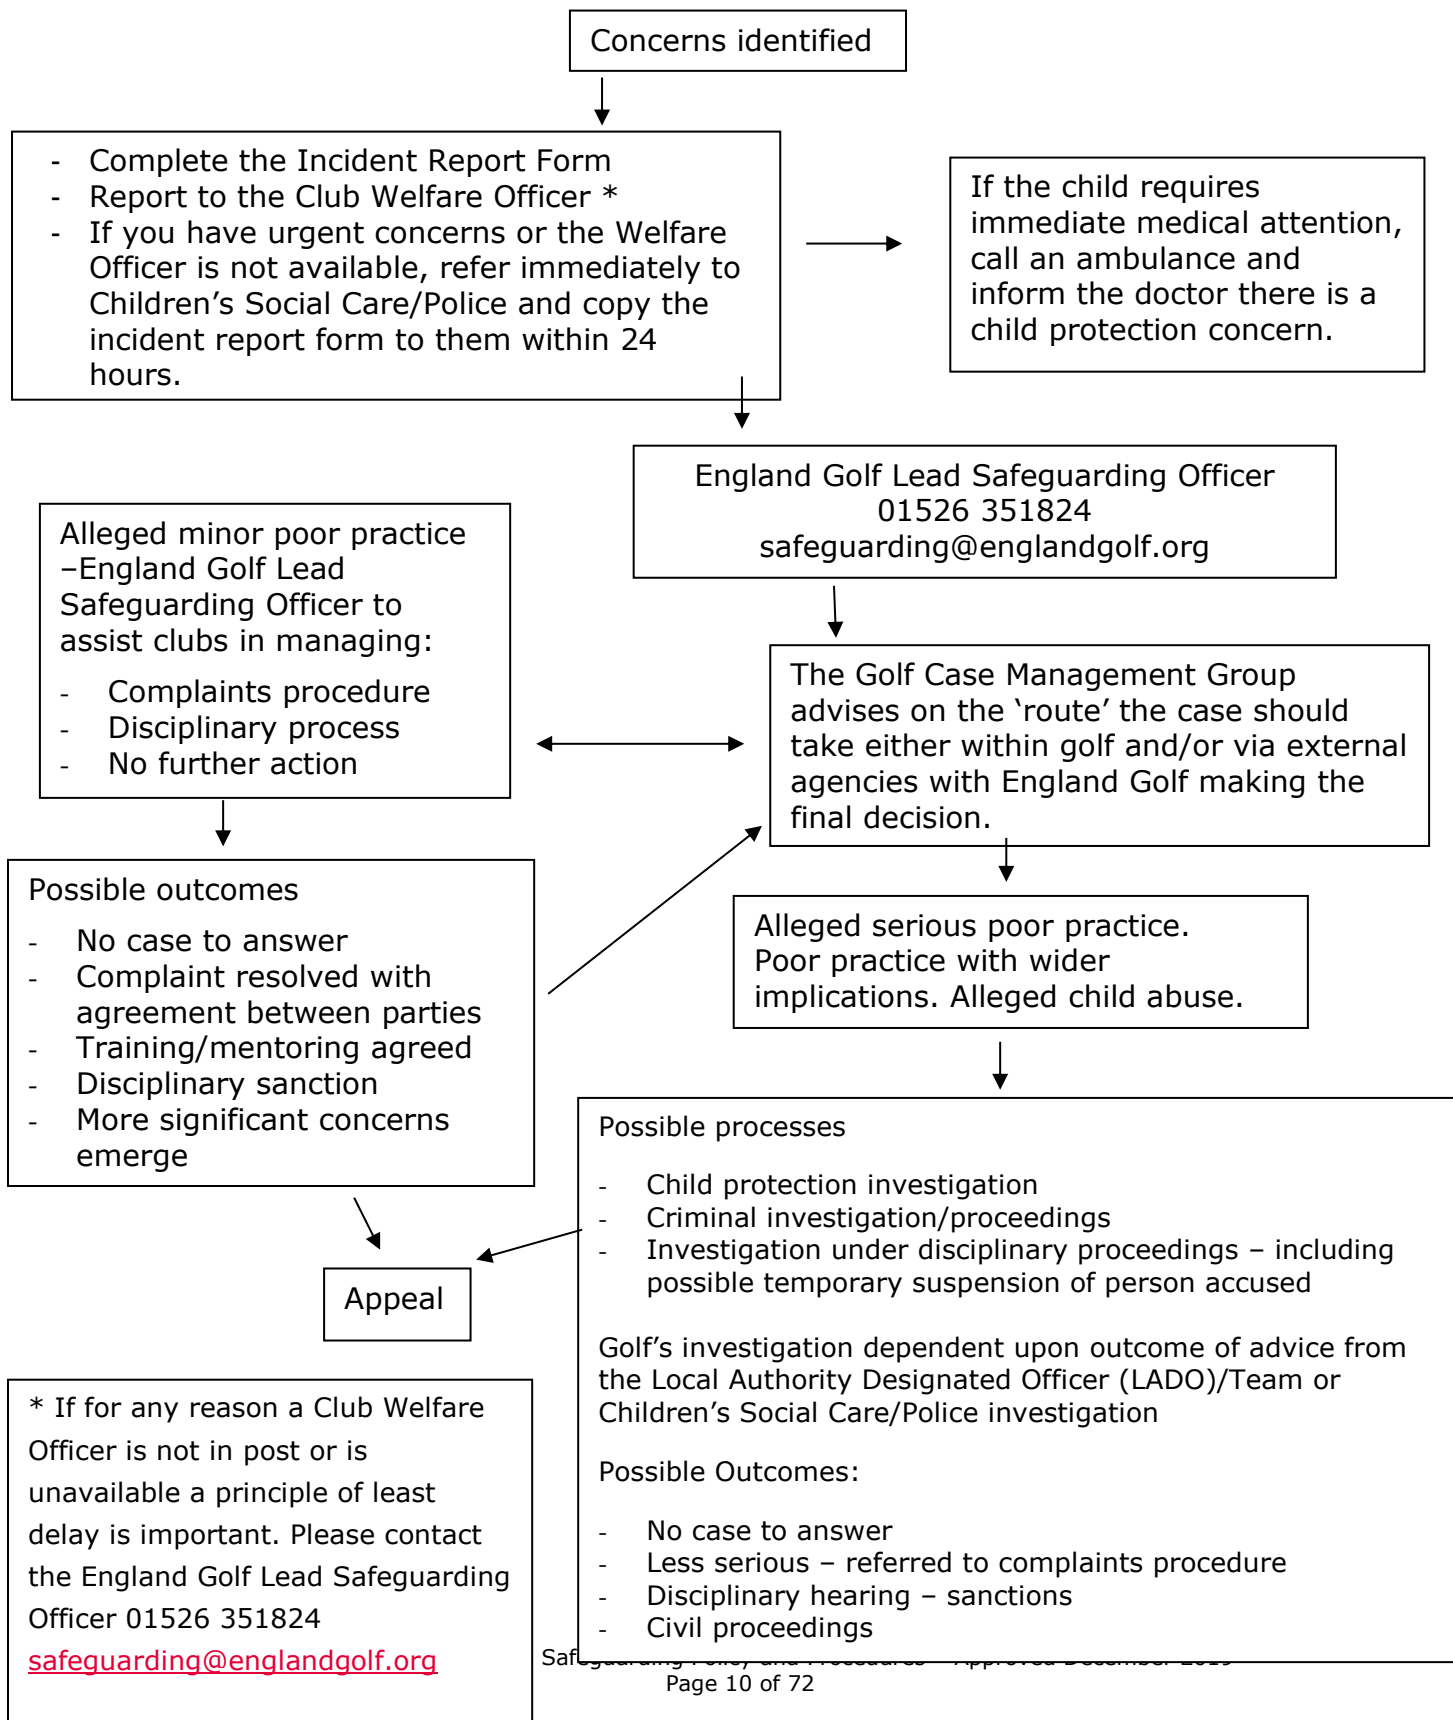 Concerns identified
- Complete the Incident Report Form
- Report to the Club Welfare Officer *
- If you have urgent concerns or the Welfare
Officer is not available, refer immediately to
Children’s Social Care/Police and copy the
incident report form to them within 24
hours.
If the child requires
immediate medical attention,
call an ambulance and
inform the doctor there is a
child protection concern.
England Golf Lead Safeguarding Officer
01526 351824
safeguarding@englandgolf.org
Alleged minor poor practice
–England Golf Lead
Safeguarding Officer to
assist clubs in managing:
- Complaints procedure
- Disciplinary process
- No further action
The Golf Case Management Group
advises on the ‘route’ the case should
take either within golf and/or via external
agencies with England Golf making the
final decision.
Possible outcomes
- No case to answer
- Complaint resolved with
agreement between parties
- Training/mentoring agreed
- Disciplinary sanction
- More significant concerns
emerge
Alleged serious poor practice.
Poor practice with wider
implications. Alleged child abuse.
Possible processes
- Child protection investigation
- Criminal investigation/proceedings
- Investigation under disciplinary proceedings – including
possible temporary suspension of person accused
Golf’s investigation dependent upon outcome of advice from
the Local Authority Designated Officer (LADO)/Team or
Children’s Social Care/Police investigation
Possible Outcomes:
- No case to answer
- Less serious – referred to complaints procedure
- Disciplinary hearing – sanctions
- Civil proceedings
Appeal
* If for any reason a Club Welfare
Officer is not in post or is
unavailable a principle of least
delay is important. Please contact
the England Golf Lead Safeguarding
Officer 01526 351824
safeguarding@englandgolf.org
Safeguarding Policy and Procedures – Approved December 2019
Page 10 of 72